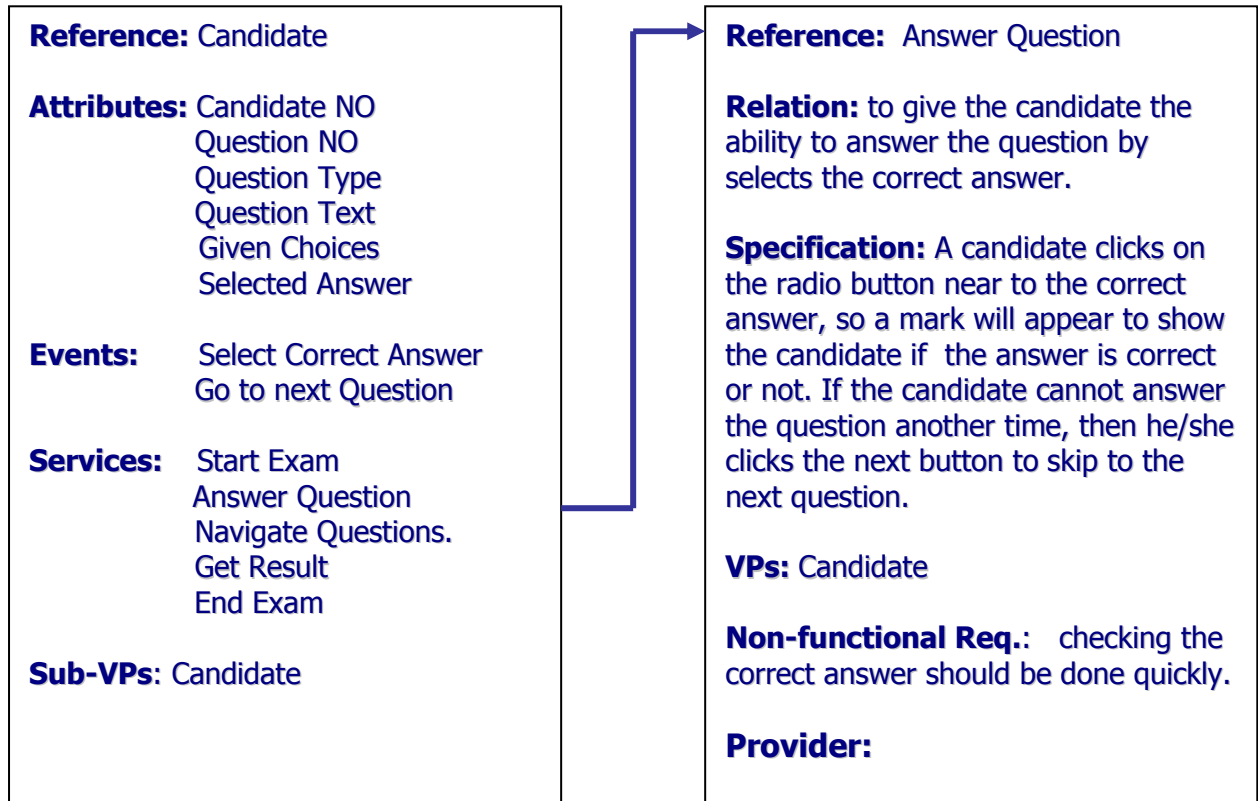 Reference: Candidate
Attributes: Candidate NO
Question NO
Question Type
Question Text
Given Choices
Selected Answer
Events: Select Correct Answer
Go to next Question
Services: Start Exam
Answer Question
Navigate Questions.
Get Result
End Exam
Sub-VPs: Candidate
Reference: Answer Question
Relation: to give the candidate the
ability to answer the question by
selects the correct answer.
Specification: A candidate clicks on
the radio button near to the correct
answer, so a mark will appear to show
the candidate if the answer is correct
or not. If the candidate cannot answer
the question another time, then he/she
clicks the next button to skip to the
next question.
VPs: Candidate
Non-functional Req.: checking the
correct answer should be done quickly.
Provider: